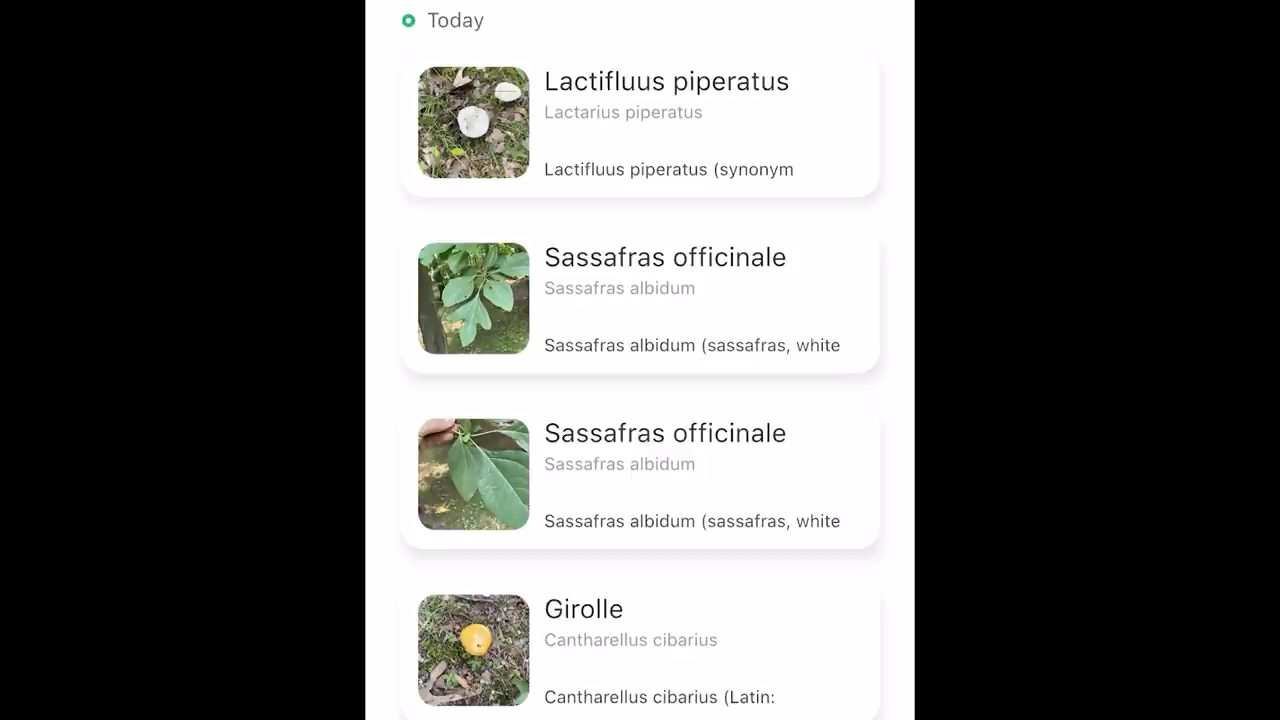 Today
Lactifluus piperatus
Lactarius piperatus
Lactifluus piperatus (synonym
Sassafras officinale
Sassafras albidum
Sassafras albidum (sassafras, white
Sassafras officinale
Sassafras albidum
Sassafras albidum (sassafras, white
Girolle
Cantharellus cibarius
Cantharellus cibarius (Latin: